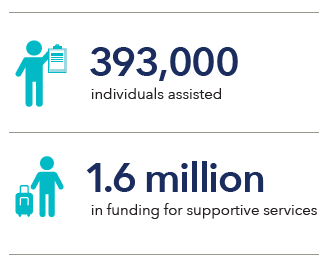 393,000
individuals assisted
1.6 million
in funding for supportive services